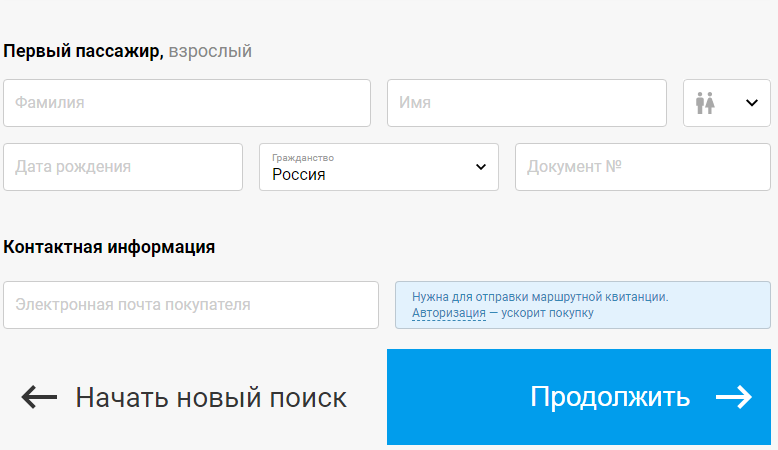 Первый пассажир, взрослый
Фамилия
Имя
Дата рождения
Гражданство
Россия
Документ №
Контактная информация
Электронная почта покупателя
Нужна для отправки маршрутной квитанции.
Авторизация — ускорит покупку
Начать новый поиск
Продолжить